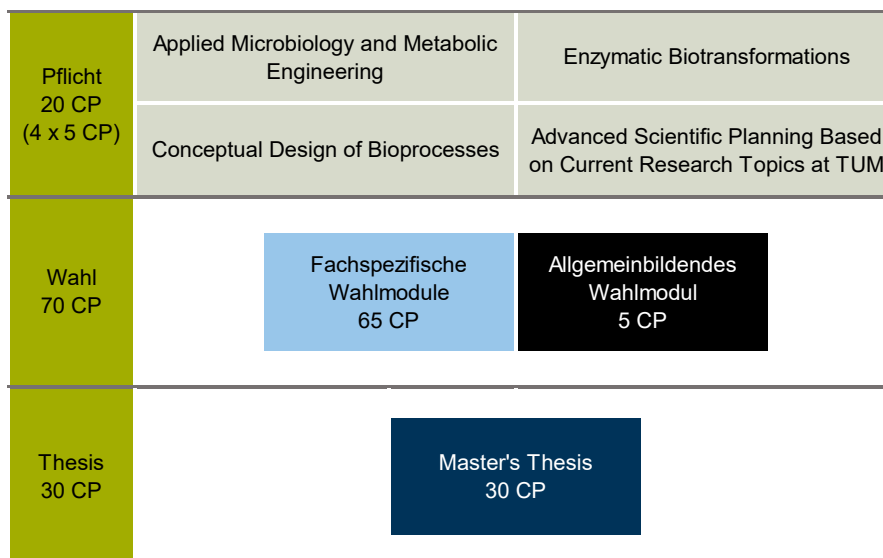 Pflicht
20 CP
(4 x 5 CP)
Applied Microbiology and Metabolic
Engineering
Enzymatic Biotransformations
Conceptual Design of Bioprocesses
Advanced Scientific Planning Based
on Current Research Topics at TUM
Wahl
70 CP
Fachspezifische
Wahlmodule
65 CP
Allgemeinbildendes
Wahlmodul
5 CP
Thesis
30 CP
Master's Thesis
30 CP